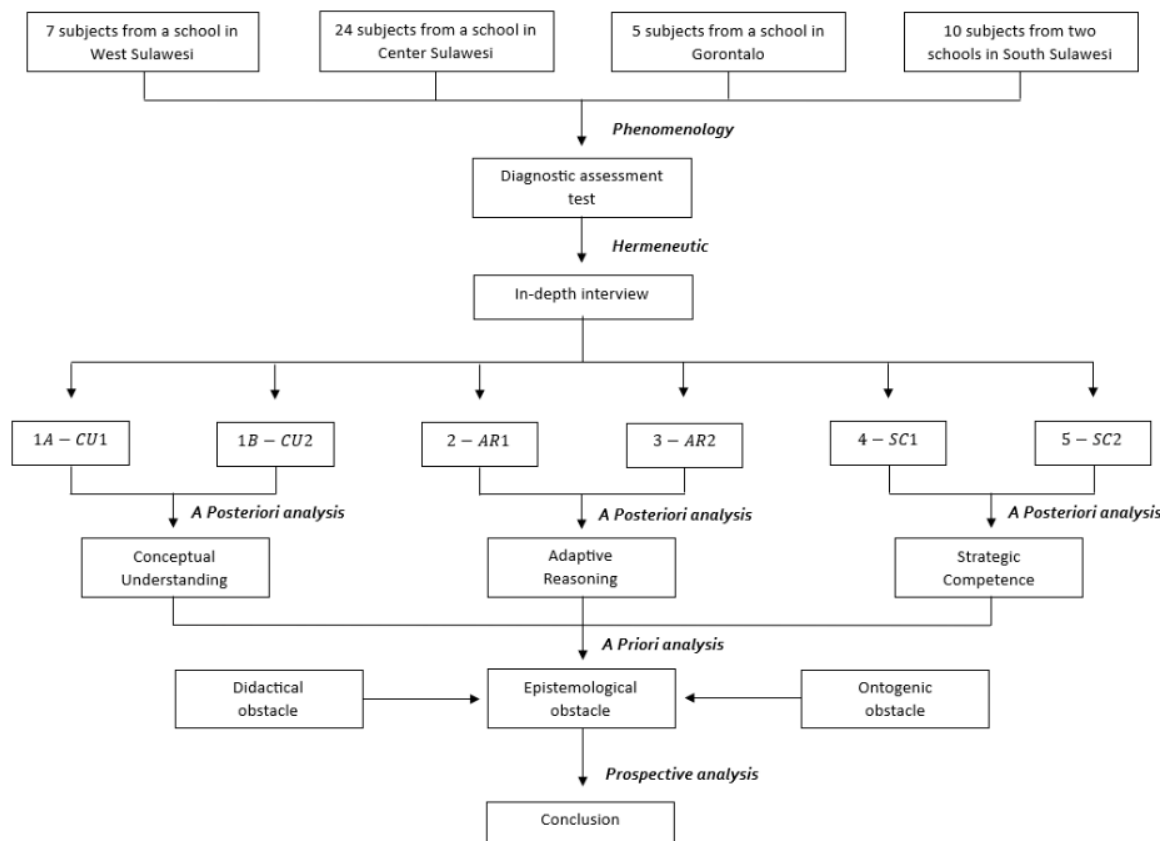 7 subjects from a school in
West Sulawesi
24 subjects from a school in
Center Sulawesi
5 subjects from a school in
Gorontalo
10 subjects from two
schools in South Sulawesi
Phenomenology
Diagnostic assessment
test
Hermeneutic
In-depth interview
1A − CU1
1B − CU2
2 − AR1
3 − AR2
4 − SC1
5 − SC2
A Posteriori analysis
A Posteriori analysis
A Posteriori analysis
Conceptual
Understanding
Adaptive
Reasoning
Strategic
Competence
A Priori analysis
Didactical
obstacle
Epistemological
obstacle
Ontogenic
obstacle
Prospective analysis
Conclusion